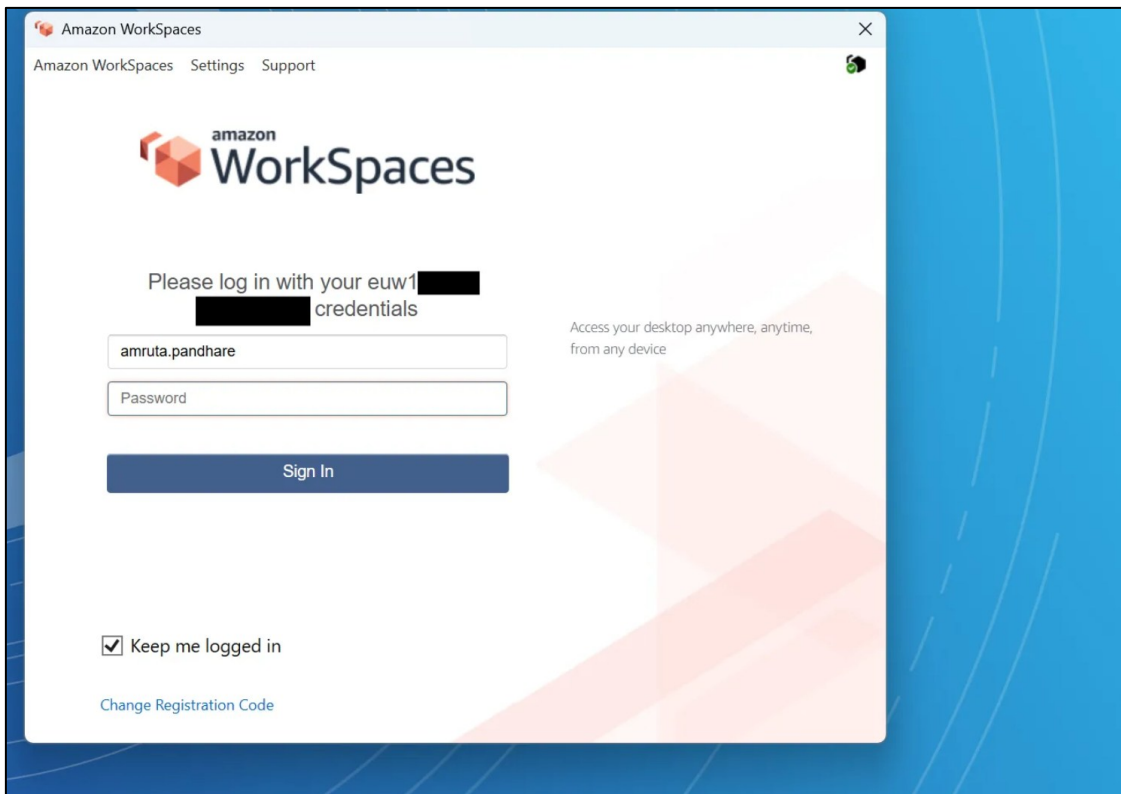 Amazon WorkSpaces
Amazon WorkSpaces Settings Support
amazon
WorkSpaces
Please log in with your euw1
credentials
Access your desktop anywhere, anytime,
from any device
amruta.pandhare
Password
Sign In
Keep me logged in
Change Registration Code